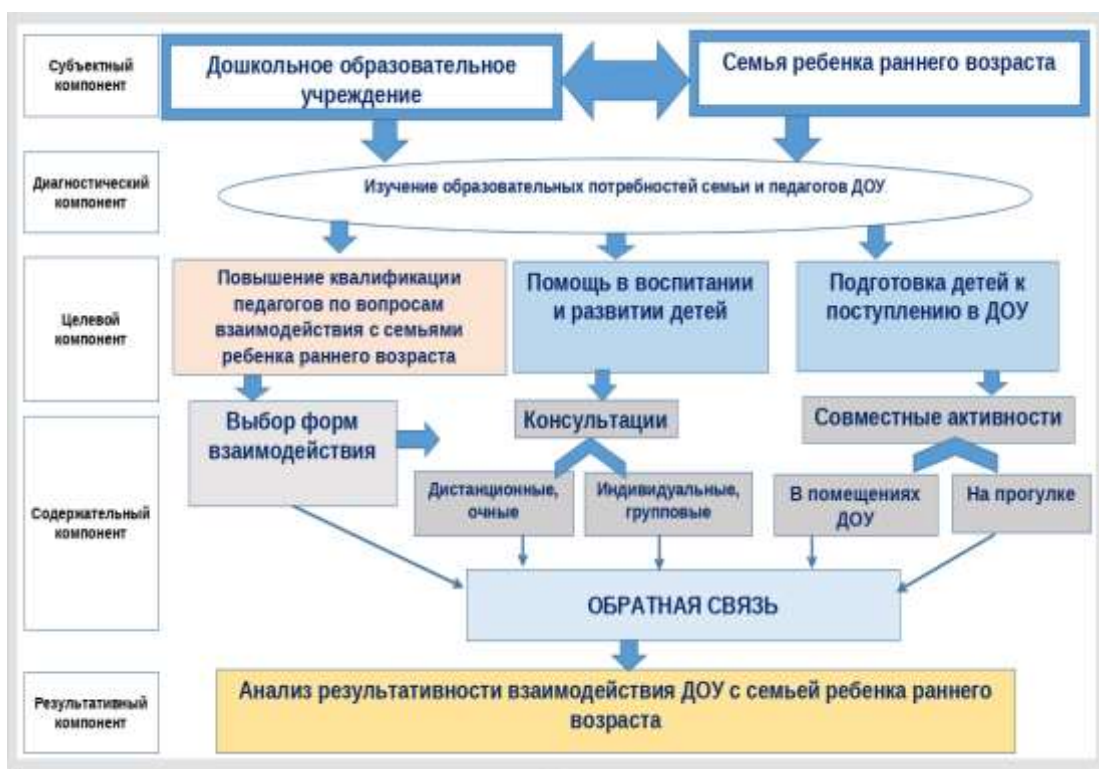 Субъектный
компонент
Дошкольное образовательное
учреждение
Семья ребенка раннего возраста
Диагностический
компонент
Изучение образовательных потребностей семьи и педагогов ДОУ
Целевой
компонент
Повышение квалификации
педагогов по вопросам
взаимодействия с семьями
ребенка раннего возраста
Помощь в воспитании
и развитии детей
Подготовка детей к
поступлению в ДОУ
Содержательный
компонент
Выбор форм
взаимодействия
Консультации
Совместные активности
Дистанционные,
очные
Индивидуальные,
групповые
В помещениях
ДОУ
На прогулке
ОБРАТНАЯ СВЯЗЬ
Результативный
компонент
Анализ результативности взаимодействия ДОУ с семьей ребенка раннего
возраста